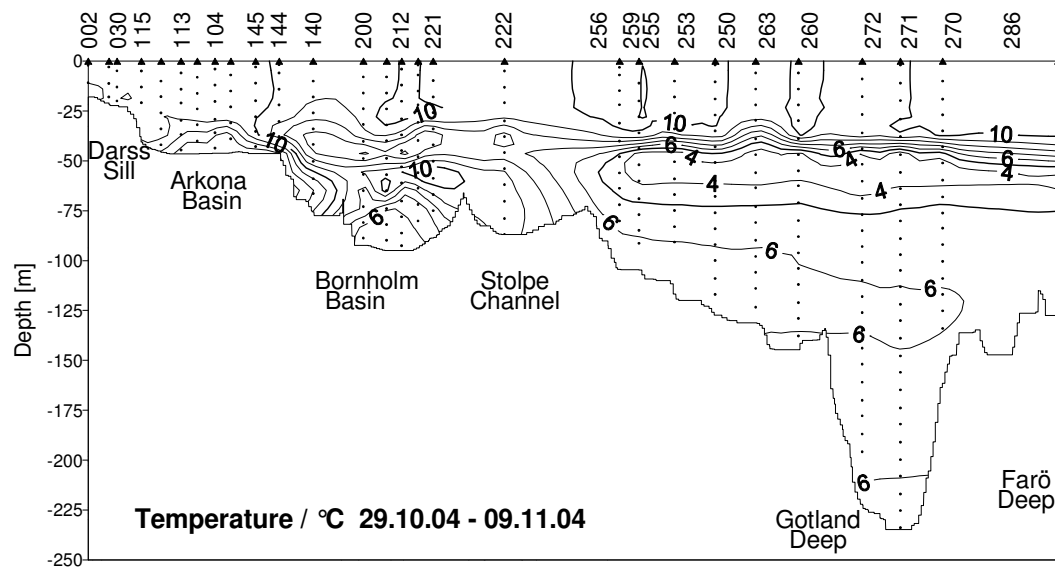 002 030 115 113 104 145 144 140 200 212 221 222 256 259 255 253 250 263 260 272 271 270 286
0
-25
-50
-75
-100
-125
-150
-175
-200
-225
-250
Depth [m]
10 10 10 10
10 6 4 4 6 4 6 4
10 4 4
6 6 6
6 6
6
Darss
Sill
Arkona
Basin
Bornholm
Basin
Stolpe
Channel
Gotland
Deep
Farö
Deep
Temperature / °C 29.10.04 - 09.11.04